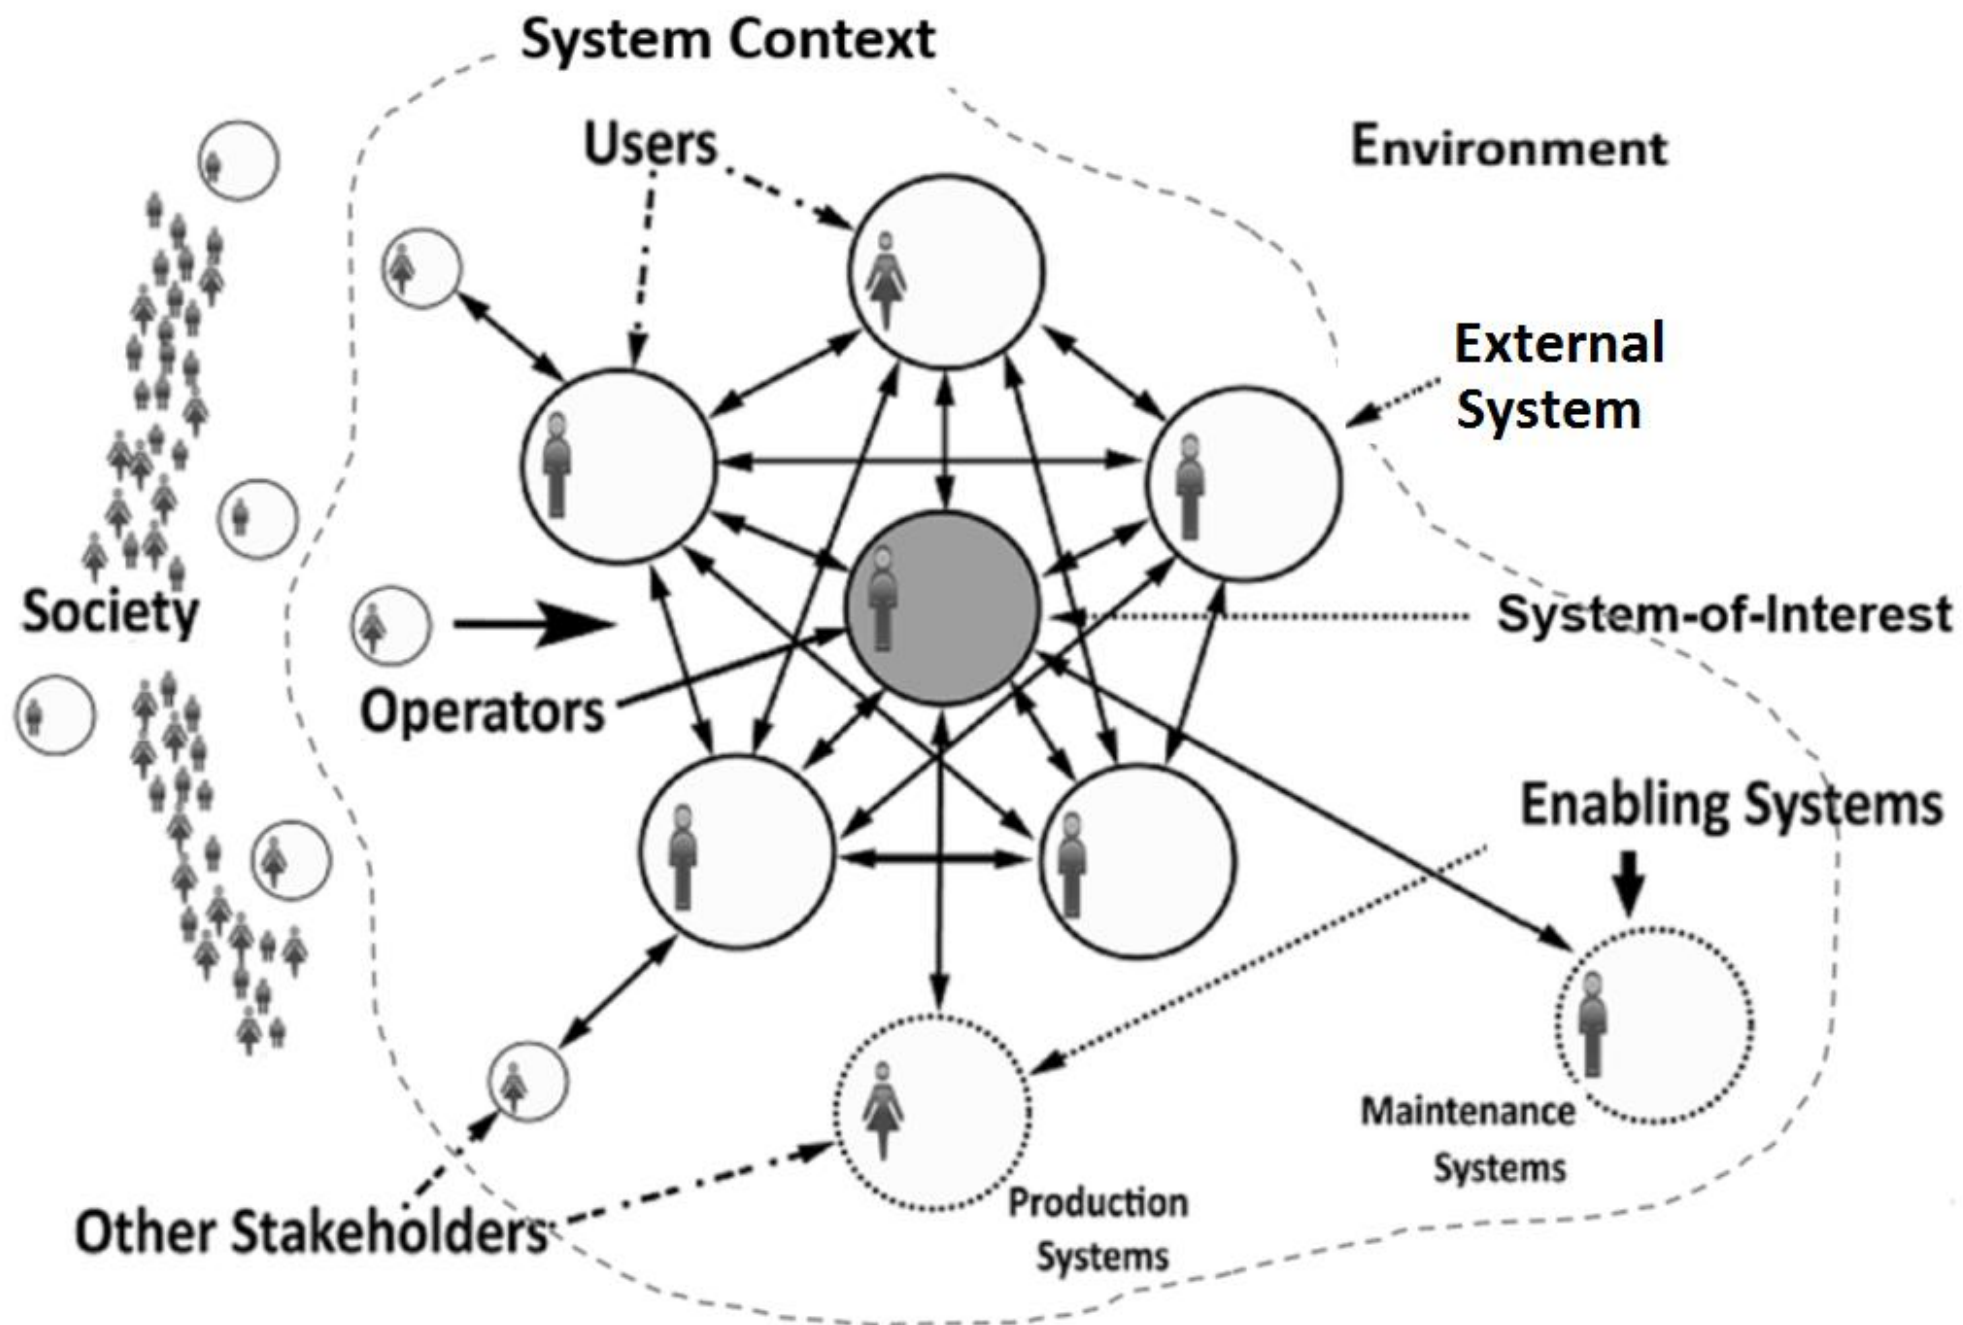 System Context
Users
Environment
External
System
Society
System-of-Interest
Operators
Enabling Systems
Maintenance
Systems
Production
Systems
Other Stakeholders